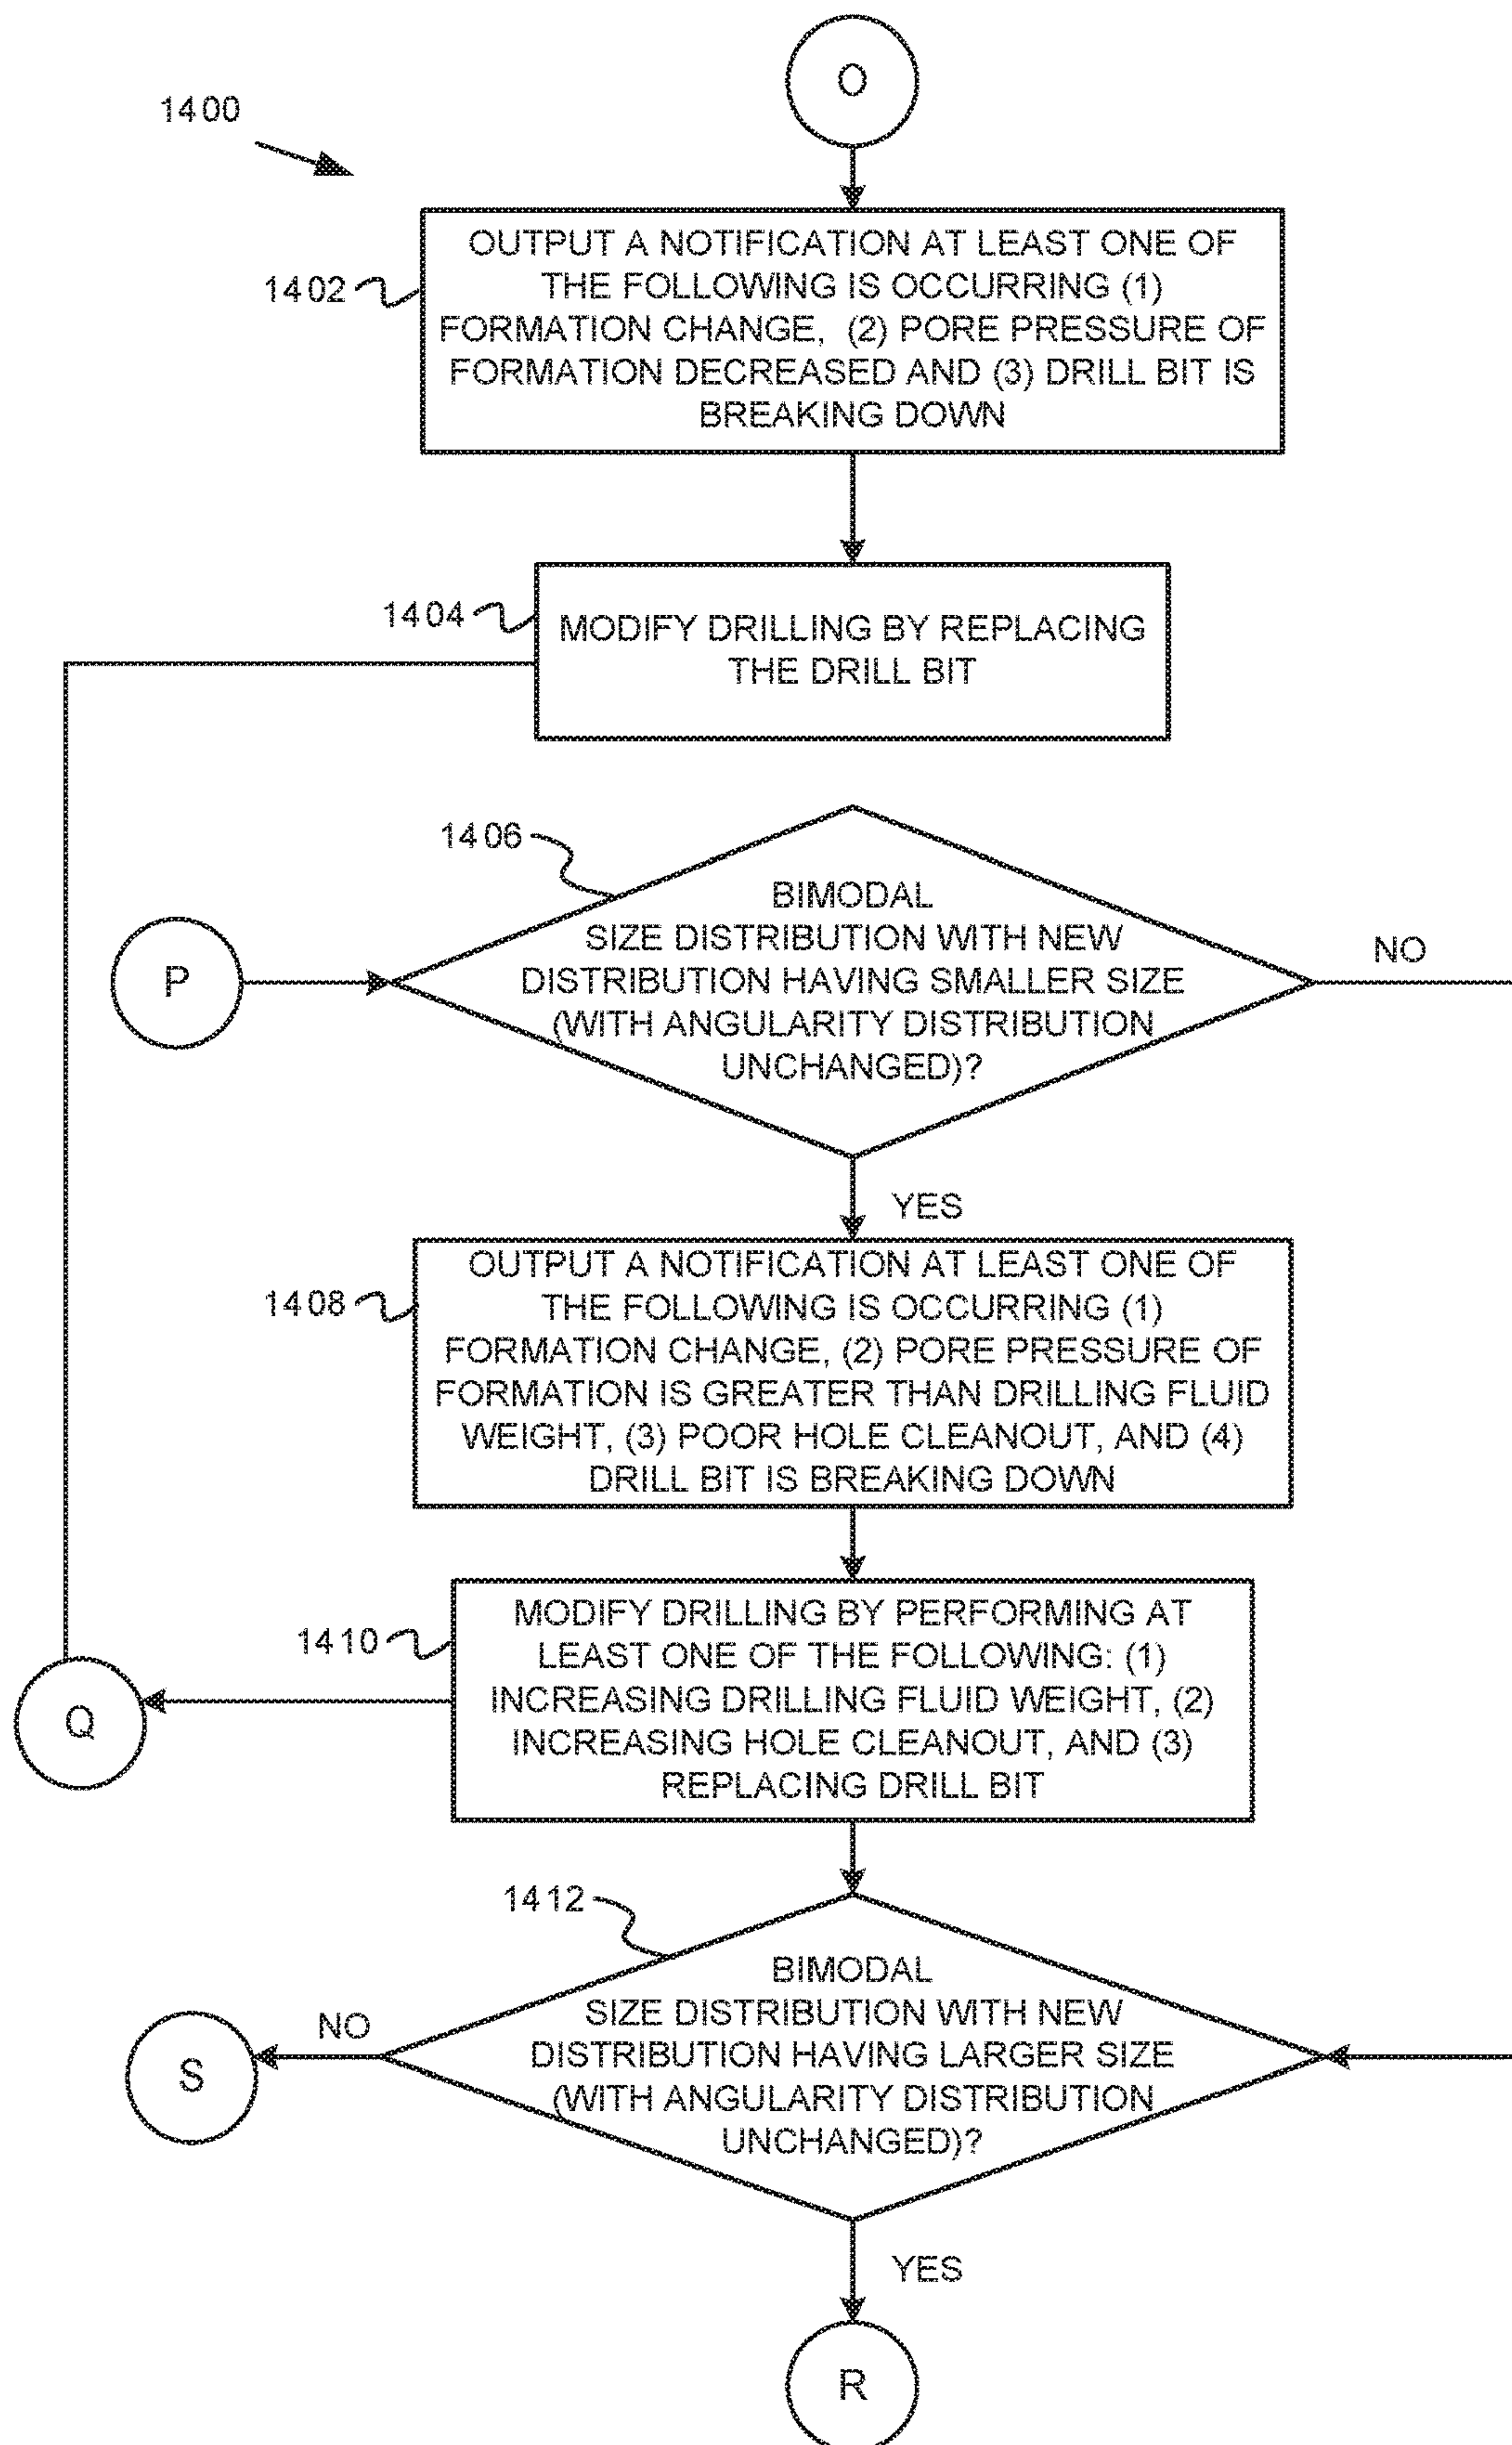 O
1400
1402
OUTPUT A NOTIFICATION AT LEAST ONE OF
THE FOLLOWING IS OCCURRING (1)
FORMATION CHANGE, (2) PORE PRESSURE OF
FORMATION DECREASED AND (3) DRILL BIT IS
BREAKING DOWN
1404
MODIFY DRILLING BY REPLACING
THE DRILL BIT
1406
P
BIMODAL
SIZE DISTRIBUTION WITH NEW
DISTRIBUTION HAVING SMALLER SIZE
(WITH ANGULARITY DISTRIBUTION
UNCHANGED)?
NO
YES
1408
OUTPUT A NOTIFICATION AT LEAST ONE OF
THE FOLLOWING IS OCCURRING (1)
FORMATION CHANGE, (2) PORE PRESSURE OF
FORMATION IS GREATER THAN DRILLING FLUID
WEIGHT, (3) POOR HOLE CLEANOUT, AND (4)
DRILL BIT IS BREAKING DOWN
1410
MODIFY DRILLING BY PERFORMING AT
LEAST ONE OF THE FOLLOWING: (1)
INCREASING DRILLING FLUID WEIGHT, (2)
INCREASING HOLE CLEANOUT, AND (3)
REPLACING DRILL BIT
Q
1412
BIMODAL
SIZE DISTRIBUTION WITH NEW
DISTRIBUTION HAVING LARGER SIZE
(WITH ANGULARITY DISTRIBUTION
UNCHANGED)?
NO
S
YES
R